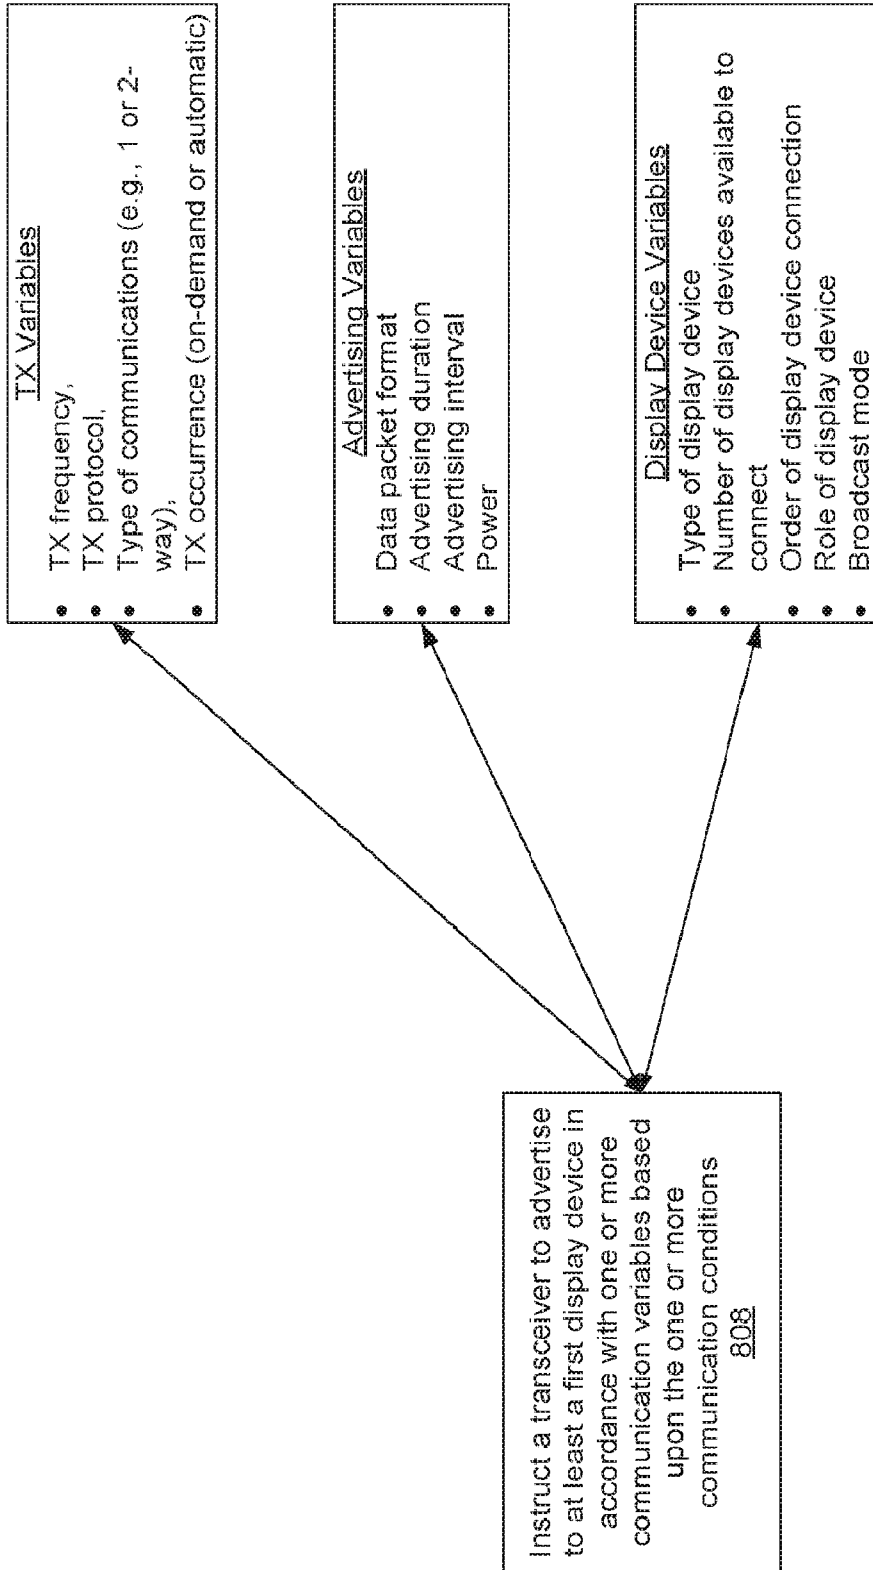 Instruct a transceiver to advertise
to at least a first display device in
accordance with one or more
communication variables based
upon the one or more
communication conditions
808
TX Variables
• TX frequency,
• TX protocol,
• Type of communications (e.g., 1 or 2-
way),
• TX occurrence (on-demand or automatic)
Advertising Variables
• Data packet format
• Advertising duration
• Advertising interval
• Power
Display Device Variables
• Type of display device
• Number of display devices available to
connect
• Order of display device connection
• Role of display device
• Broadcast mode